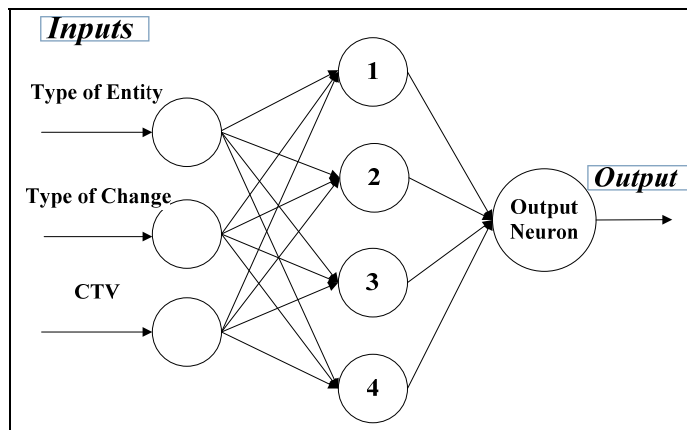 Inputs
Type of Entity
Type of Change
CTV
1
2
3
4
Output
Neuron
Output